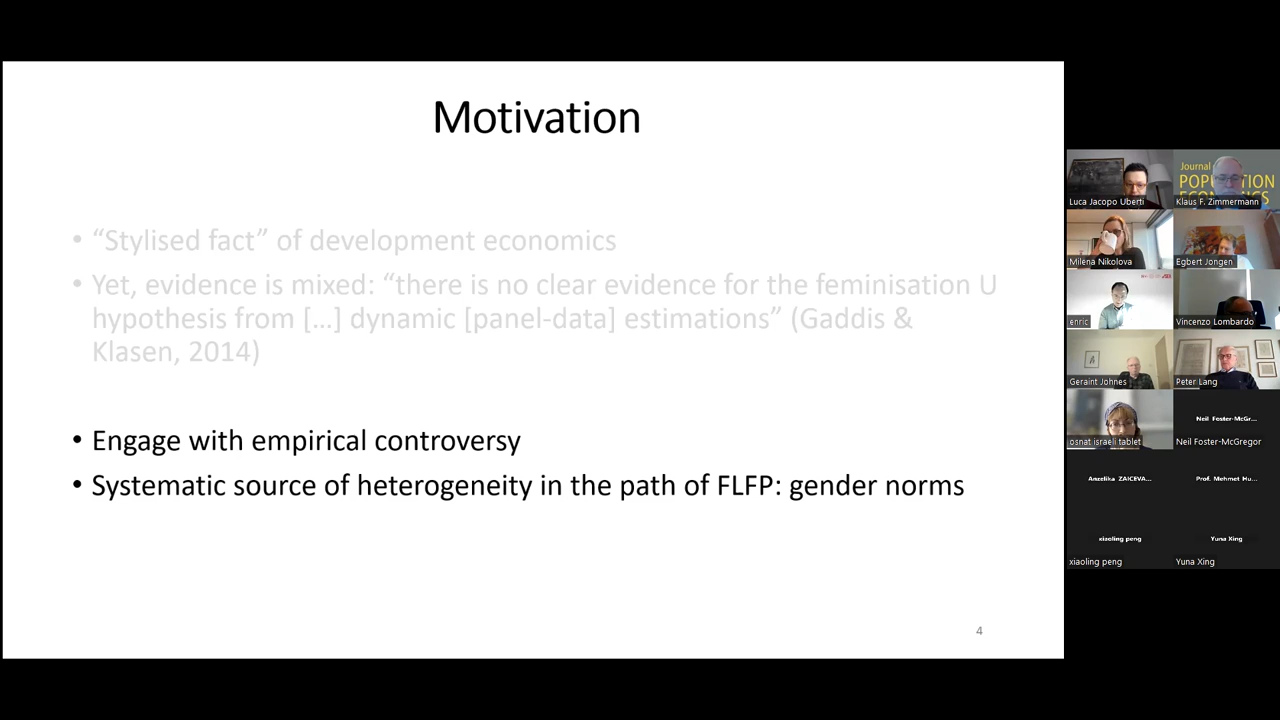 Motivation
• “Stylised fact” of development economics
• Yet, evidence is mixed: “there is no clear evidence for the feminisation U
hypothesis from […] dynamic [panel-data] estimations” (Gaddis &
Klasen, 2014)
• Engage with empirical controversy
• Systematic source of heterogeneity in the path of FLFP: gender norms
4
Luca Jacopo Uberti
Journal
Klaus F. Zimmermann
Milena Nikolova
Egbert Jongen
enric
Vincenzo Lombardo
Geraint Johnes
Peter Lang
osnat israeli tablet
Neil Foster-McGr...
Neil Foster-McGregor
Anzelika ZAICEVA...
Prof. Mehmet Hu...
xiaoling peng
xiaoling peng
Yuna Xing
Yuna Xing